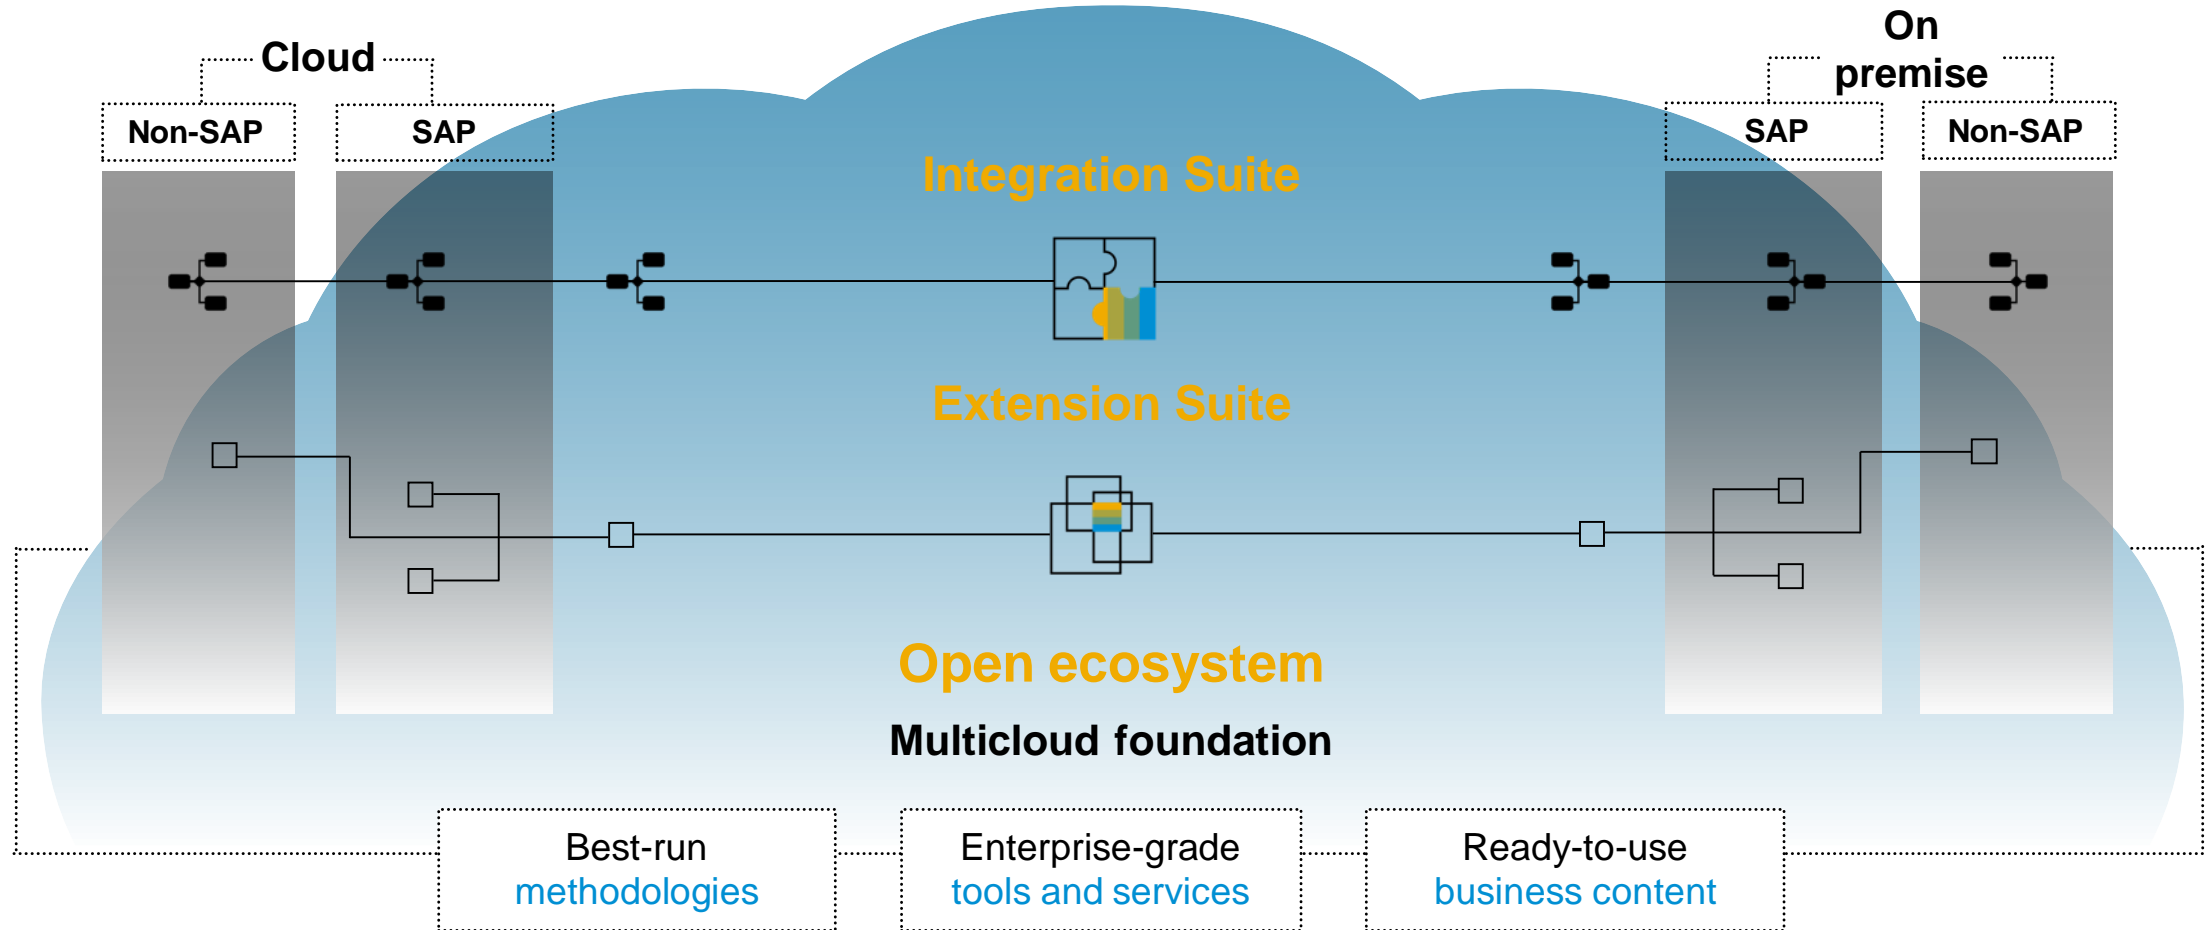 Cloud
On
premise
Non-SAP
SAP
SAP
Non-SAP
Integration Suite
Extension Suite
Open ecosystem
Multicloud foundation
Best-run
methodologies
Enterprise-grade
tools and services
Ready-to-use
business content